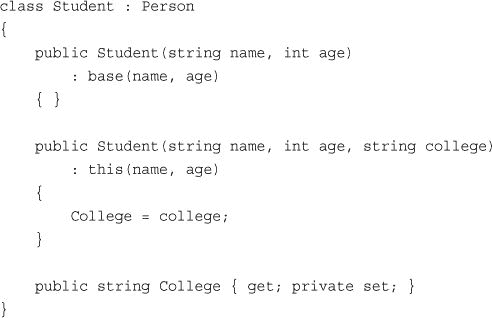 class Student : Person
{
    public Student(string name, int age)
        : base(name, age)
    { }

    public Student(string name, int age, string college)
        : this(name, age)
    {
        College = college;
    }

    public string College { get; private set; }
}